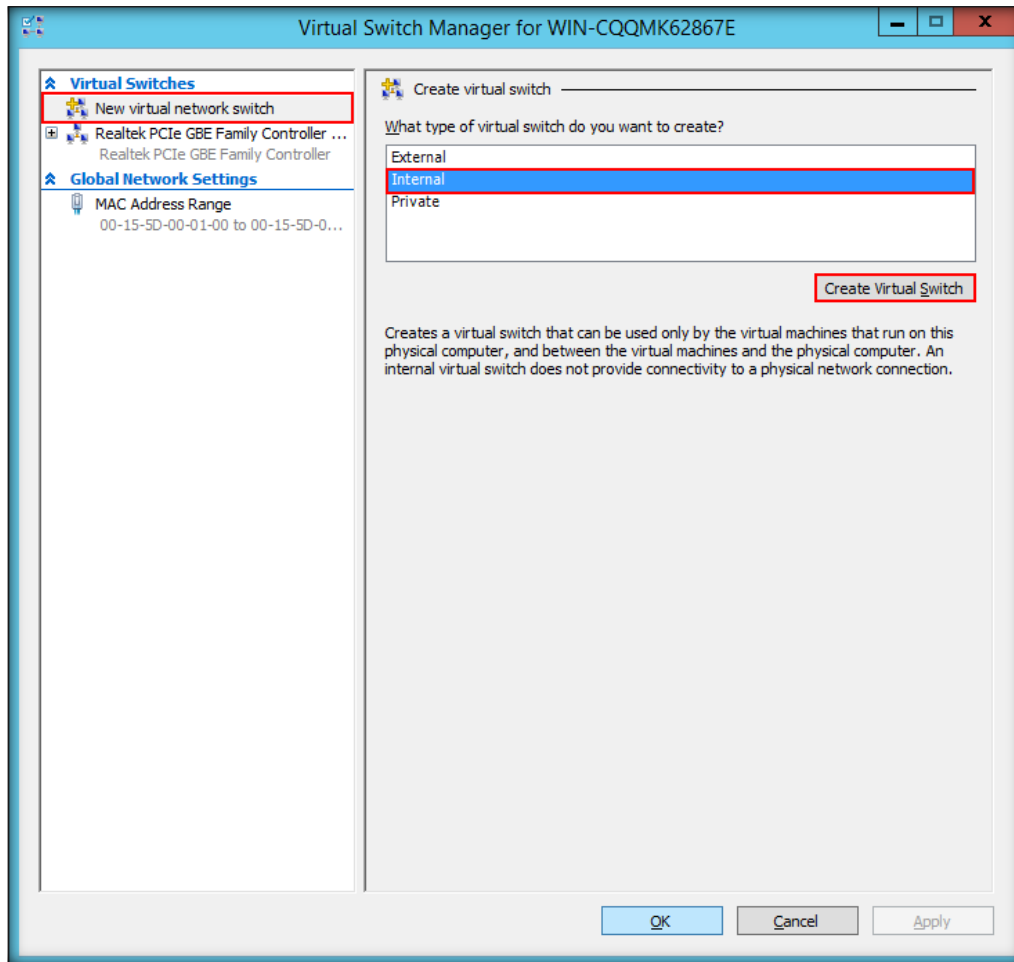 Virtual Switch Manager for WIN-CQQMK62867E
Virtual Switches
New virtual network switch
Realtek PCIe GBE Family Controller ...
Realtek PCIe GBE Family Controller
Global Network Settings
MAC Address Range
00-15-5D-00-01-00 to 00-15-5D-0...
Create virtual switch
What type of virtual switch do you want to create?
External
Internal
Private
Create Virtual Switch
Creates a virtual switch that can be used only by the virtual machines that run on this
physical computer, and between the virtual machines and the physical computer. An
internal virtual switch does not provide connectivity to a physical network connection.
OK
Cancel
Apply